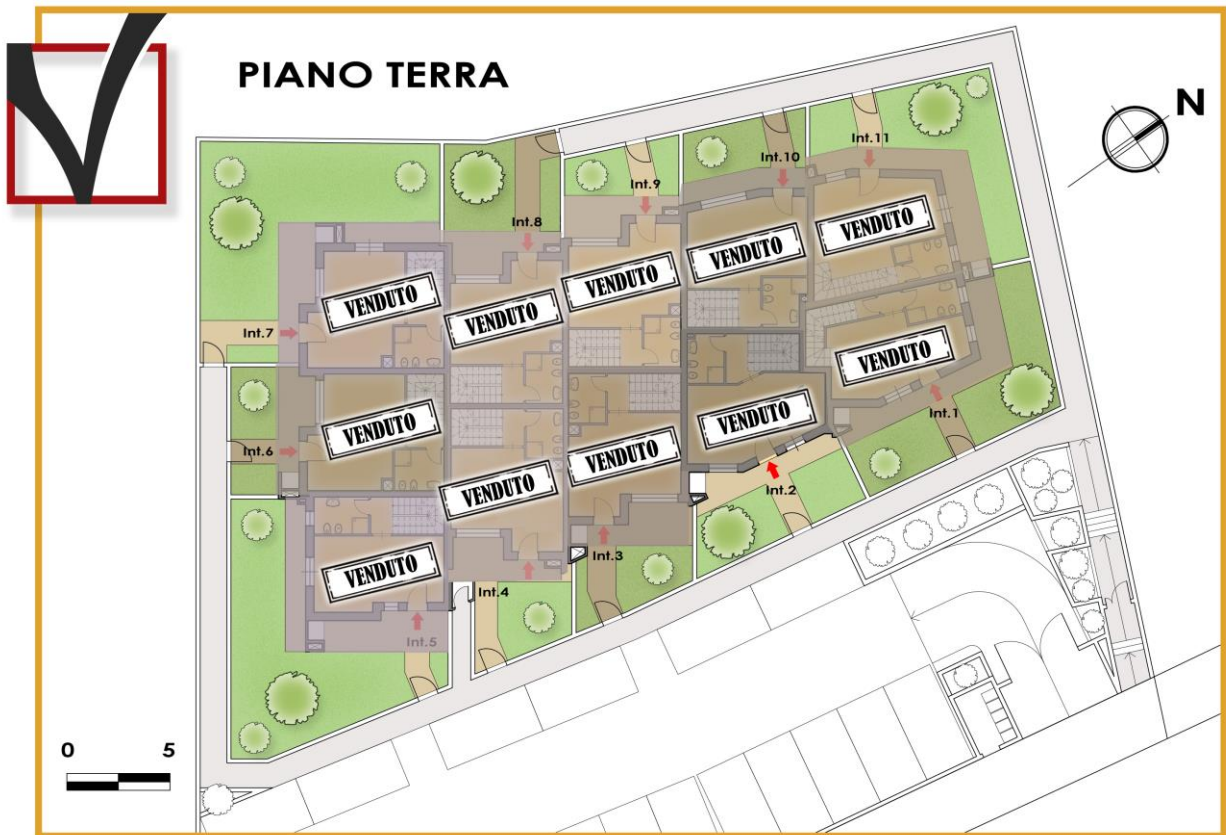 PIANO TERRA
N
Int.11
Int.10
Int.9
Int.8
VENDUTO
VENDUTO
VENDUTO
VENDUTO
VENDUTO
Int.7
VENDUTO
Int.1
VENDUTO
VENDUTO
VENDUTO
Int.6
VENDUTO
Int.2
Int.3
VENDUTO
Int.4
Int.5
0 5